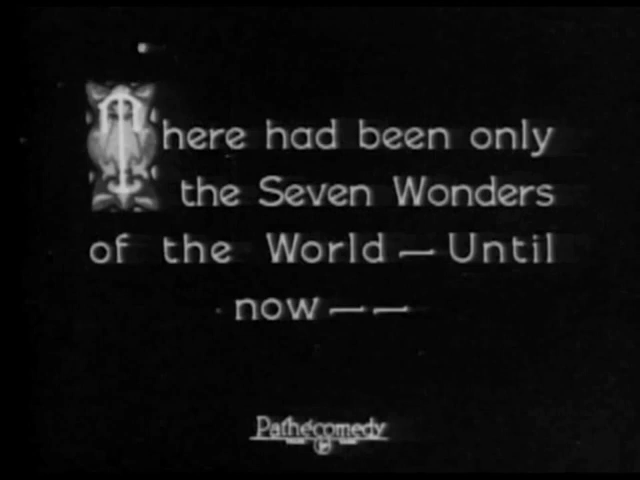 There had been only
the Seven Wonders
of the World — Until
now — —
Pathécomedy